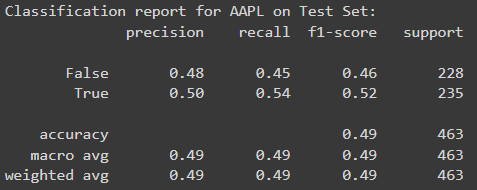 Classification report for AAPL on Test Set:
precision recall f1-score support
False 0.48 0.45 0.46 228
True 0.50 0.54 0.52 235
accuracy 0.49 463
macro avg 0.49 0.49 0.49 463
weighted avg 0.49 0.49 0.49 463